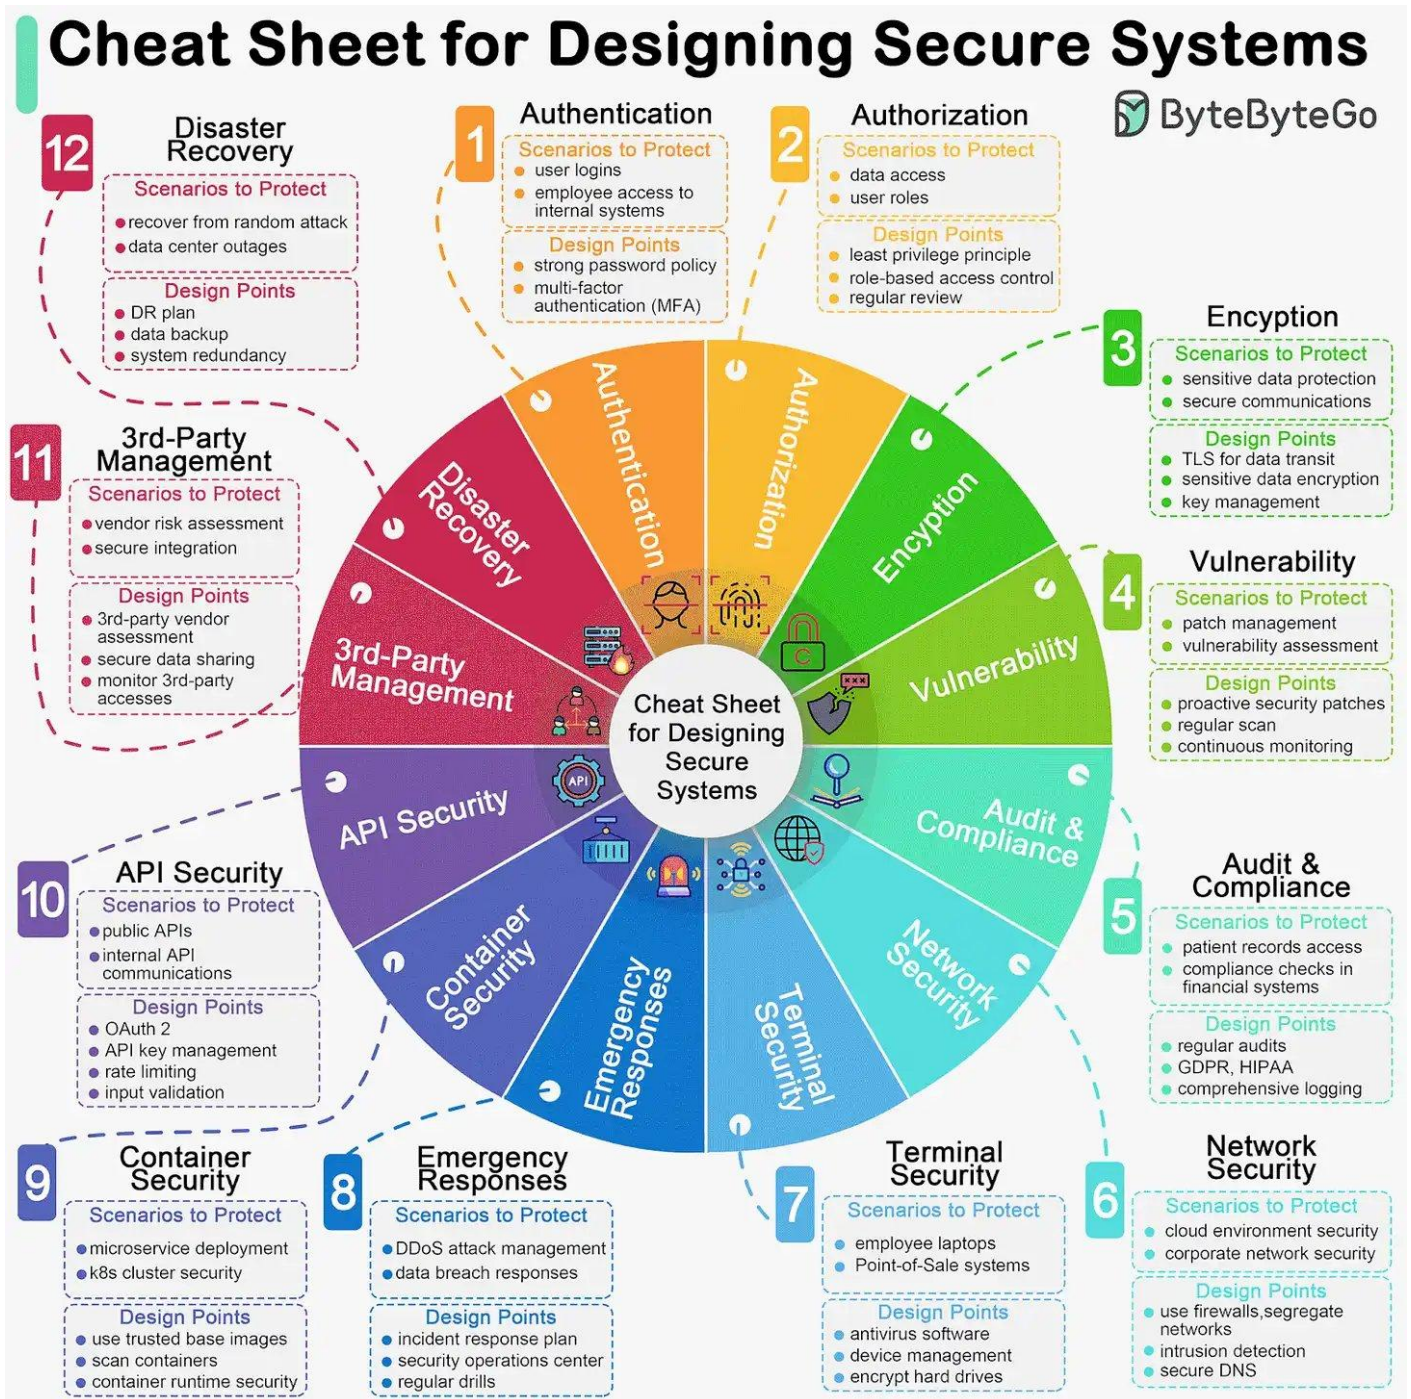 Cheat Sheet for Designing Secure Systems
ByteByteGo
12
Disaster
Recovery
Scenarios to Protect
recover from random attack
data center outages
Design Points
DR plan
data backup
system redundancy
1
Authentication
Scenarios to Protect
user logins
employee access to
internal systems
Design Points
strong password policy
multi-factor
authentication (MFA)
2
Authorization
Scenarios to Protect
data access
user roles
Design Points
least privilege principle
role-based access control
regular review
3
Encyption
Scenarios to Protect
sensitive data protection
secure communications
Design Points
TLS for data transit
sensitive data encryption
key management
11
3rd-Party
Management
Scenarios to Protect
vendor risk assessment
secure integration
Design Points
3rd-party vendor
assessment
secure data sharing
monitor 3rd-party
accesses
4
Vulnerability
Scenarios to Protect
patch management
vulnerability assessment
Design Points
proactive security patches
regular scan
continuous monitoring
Authentication
Authorization
Encyption
Vulnerability
Audit &
Compliance
Network
Security
Terminal
Security
Emergency
Responses
Container
Security
API Security
3rd-Party
Management
Disaster
Recovery
C
XXX
API
Cheat Sheet
for Designing
Secure
Systems
10
API Security
Scenarios to Protect
public APIs
internal API
communications
Design Points
OAuth 2
API key management
rate limiting
input validation
5
Audit &
Compliance
Scenarios to Protect
patient records access
compliance checks in
financial systems
Design Points
regular audits
GDPR, HIPAA
comprehensive logging
9
Container
Security
Scenarios to Protect
microservice deployment
k8s cluster security
Design Points
use trusted base images
scan containers
container runtime security
8
Emergency
Responses
Scenarios to Protect
DDoS attack management
data breach responses
Design Points
incident response plan
security operations center
regular drills
7
Terminal
Security
Scenarios to Protect
employee laptops
Point-of-Sale systems
Design Points
antivirus software
device management
encrypt hard drives
6
Network
Security
Scenarios to Protect
cloud environment security
corporate network security
Design Points
use firewalls,segregate
networks
intrusion detection
secure DNS